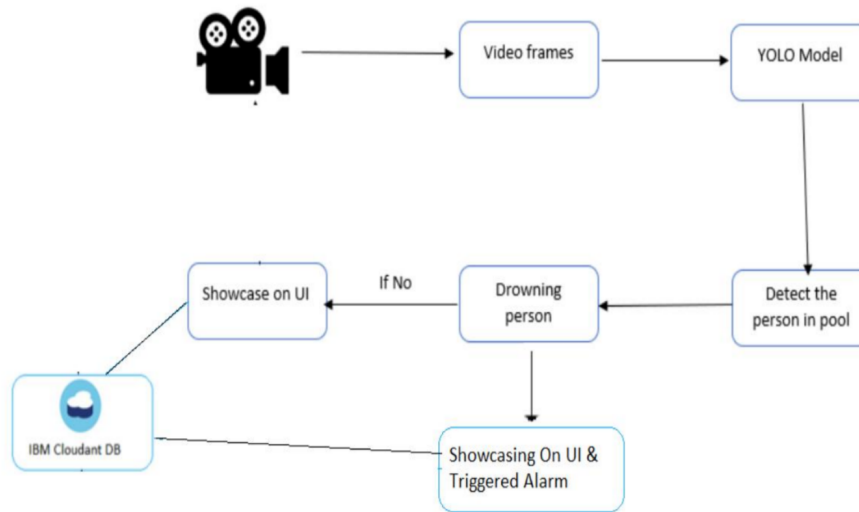 Video frames
YOLO Model
Detect the
person in pool
Drowning
person
If No
Showcase on UI
IBM Cloudant DB
Showcasing On UI &
Triggered Alarm